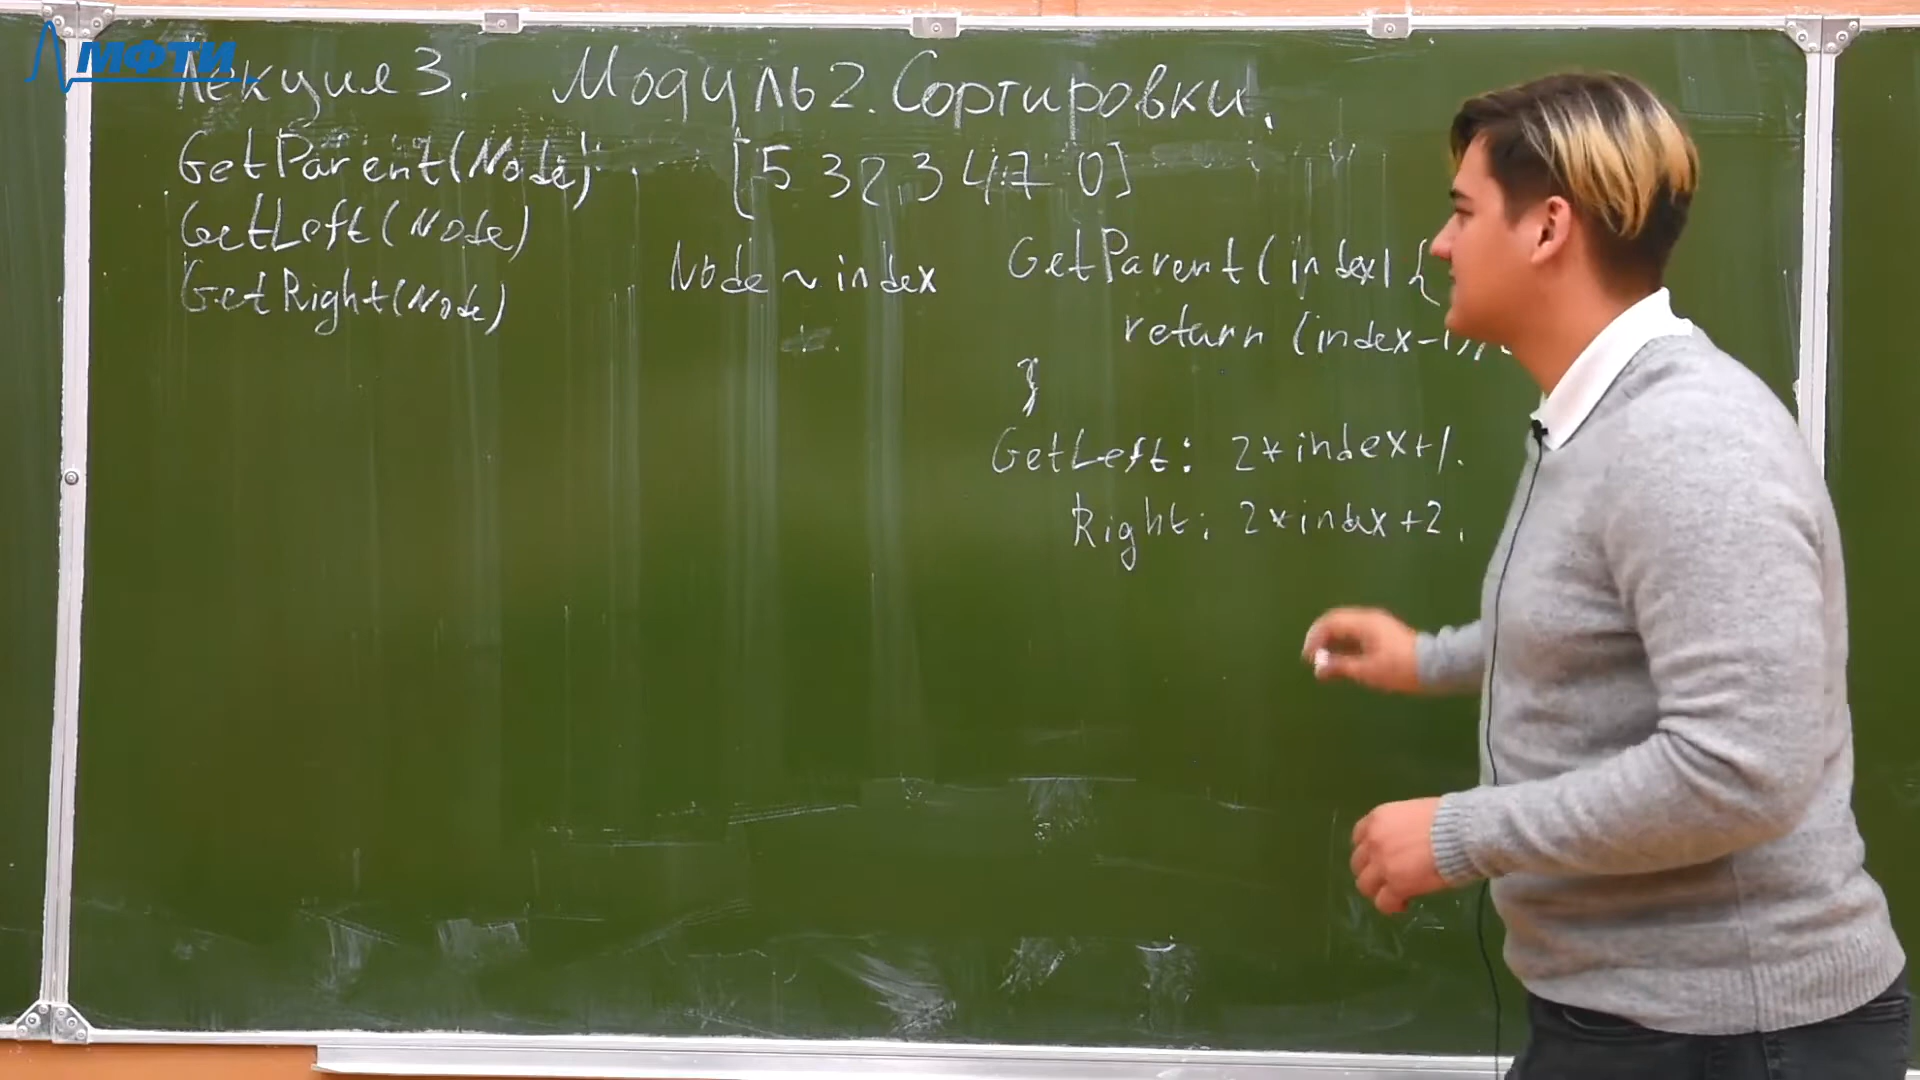 МФТИ
Лекция 3. Модуль 2. Сортировки.
GetParent(Node) [5 3 2 3 4 7 0]
GetLeft(Node)
GetRight(Node)
Node ~ index
GetParent(index) {
return (index-1)/
}
GetLeft: 2*index+1.
Right: 2*index+2.